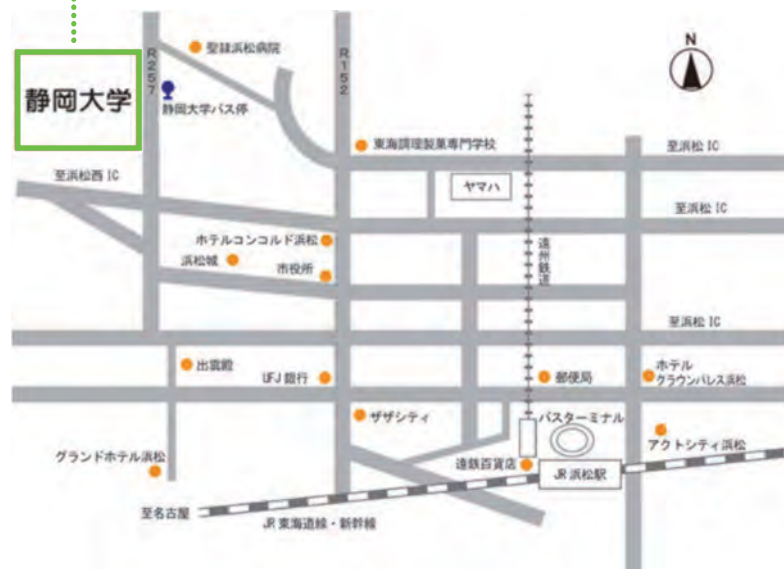 聖隷浜松病院
R257
R152
N
静岡大学
静岡大学バス停
東海調理製菓専門学校
至浜松IC
至浜松西IC
ヤマハ
至浜松IC
ホテルコンコルド浜松
遠州鉄道
浜松城
市役所
至浜松IC
出雲殿
UFJ銀行
郵便局
ホテル
クラウンパレス浜松
ザザシティ
バスターミナル
アクトシティ浜松
グランドホテル浜松
遠鉄百貨店
JR浜松駅
至名古屋
JR東海道線・新幹線